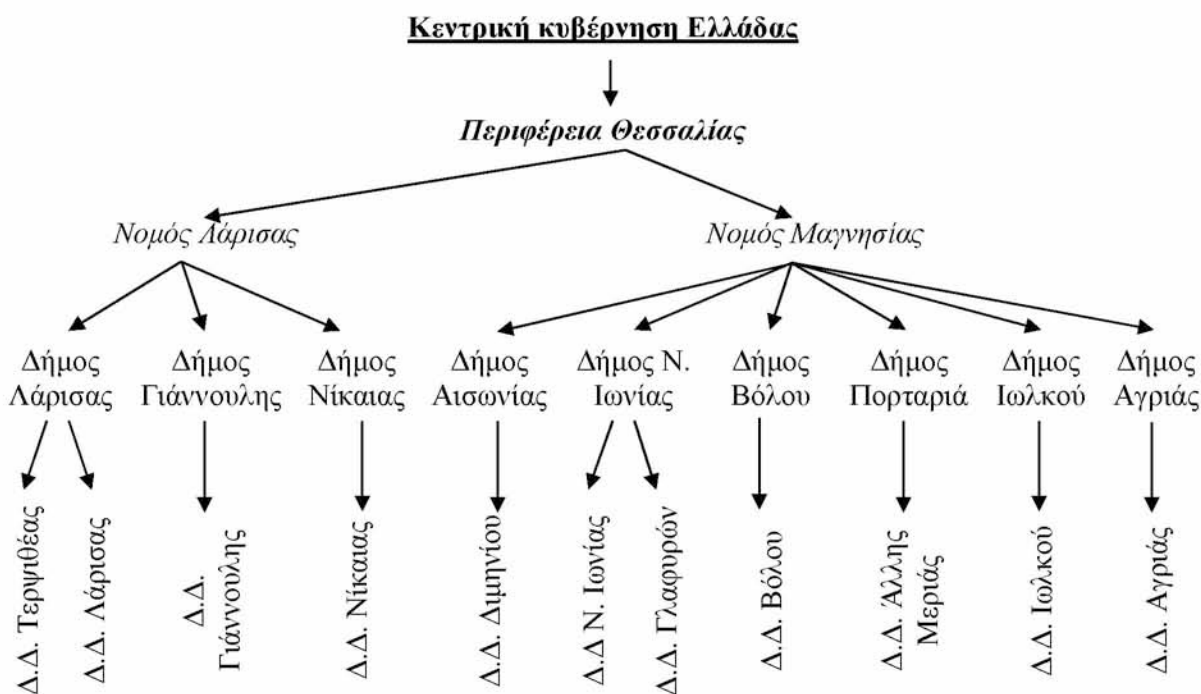 Κεντρική κυβέρνηση Ελλάδας
Περιφέρεια Θεσσαλίας
Νομός Λάρισας
Νομός Μαγνησίας
Δήμος
Λάρισας
Δήμος
Γιάννουλης
Δήμος
Νίκαιας
Δήμος
Αισωνίας
Δήμος Ν.
Ιωνίας
Δήμος
Βόλου
Δήμος
Πορταριά
Δήμος
Ιωλκού
Δήμος
Αγριάς
Δ.Δ. Τερψιθέας
Δ.Δ. Λάρισας
Δ.Δ.
Γιάννουλης
Δ.Δ. Νίκαιας
Δ.Δ. Διμηνίου
Δ.Δ Ν. Ιωνίας
Δ.Δ. Γλαφυρών
Δ.Δ. Βόλου
Δ.Δ. Άλλης
Μεριάς
Δ.Δ. Ιωλκού
Δ.Δ. Αγριάς